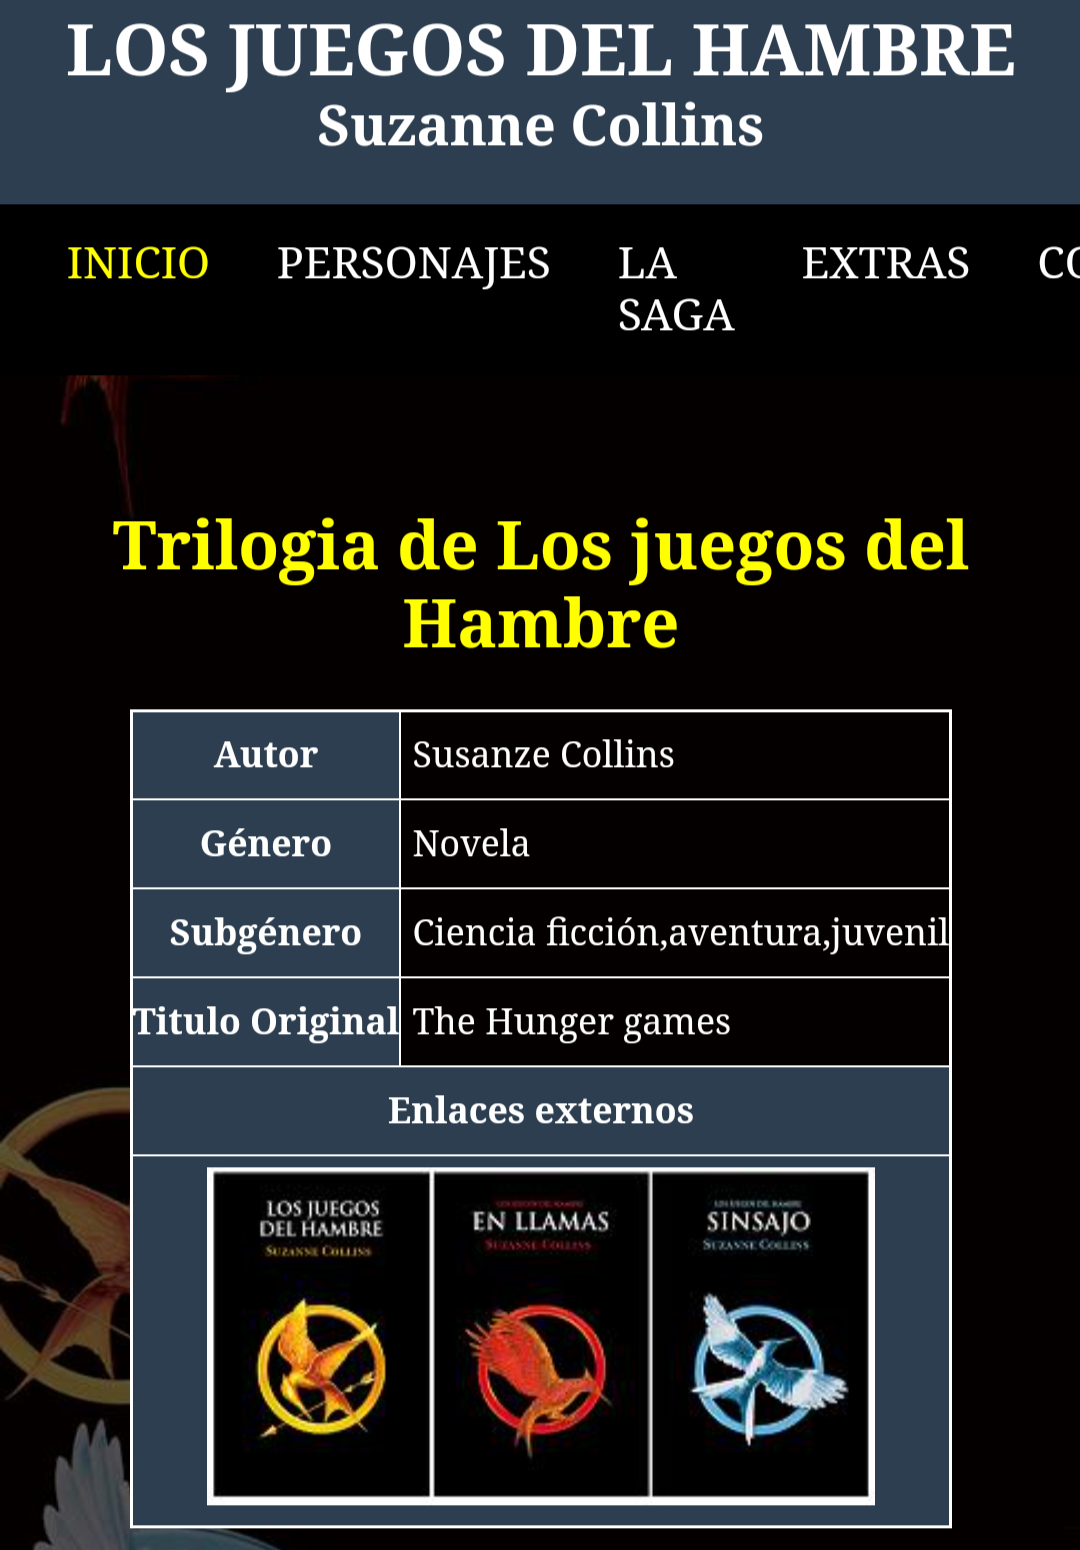 LOS JUEGOS DEL HAMBRE
Suzanne Collins
INICIO PERSONAJES LA SAGA EXTRAS CO
Trilogia de Los juegos del
Hambre
Autor Susanze Collins
Género Novela
Subgénero Ciencia ficción,aventura,juvenil
Titulo Original The Hunger games
Enlaces externos
LOS JUEGOS
DEL HAMBRE
SUZANNE COLLINS
EN LLAMAS
SUZANNE COLLINS
SINSAJO
SUZANNE COLLINS